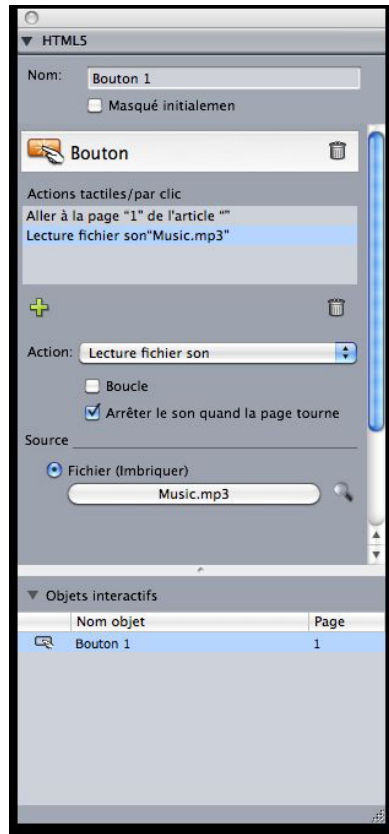 HTML5
Nom: Bouton 1
Masqué initialemen
Bouton
Actions tactiles/par clic
Aller à la page “1” de l'article “”
Lecture fichier son“Music.mp3”
Action: Lecture fichier son
Boucle
Arrêter le son quand la page tourne
Source
Fichier (Imbriquer)
Music.mp3
Objets interactifs
Nom objet Page
Bouton 1 1